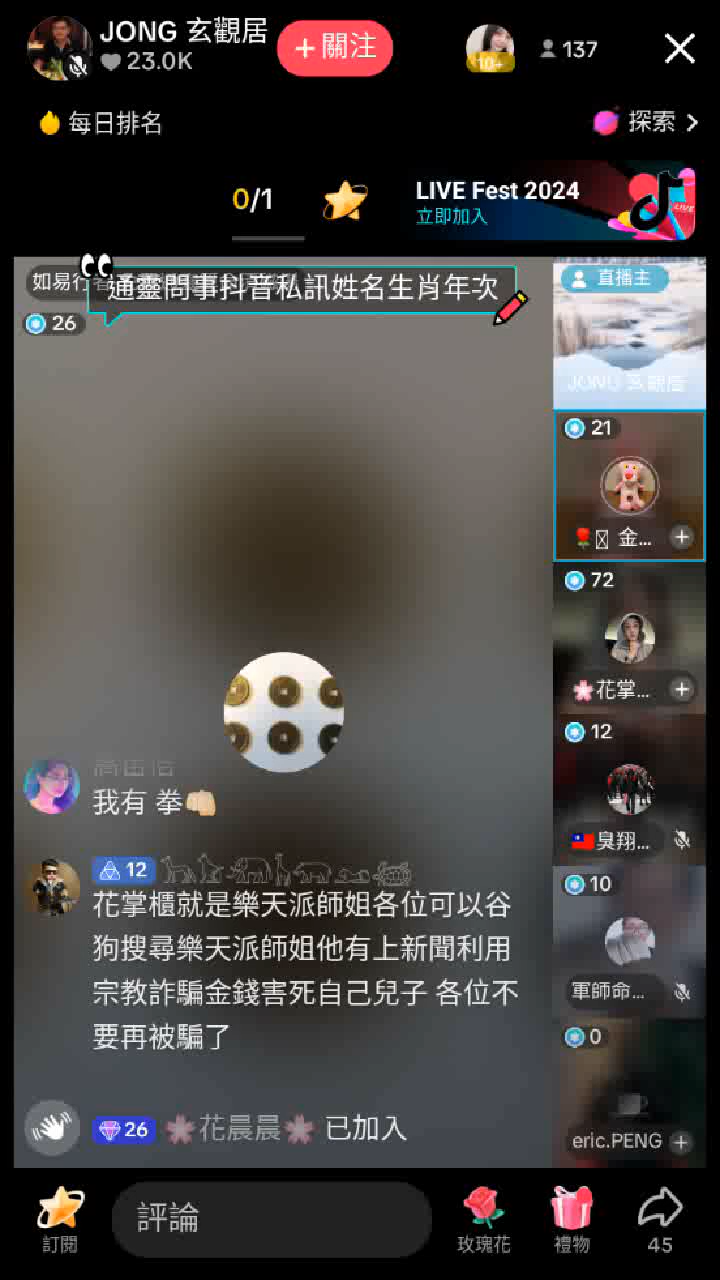 JONG 玄觀居
23.0K
+ 關注
10+
137
每日排名
探索
0/1
LIVE Fest 2024
立即加入
LIVE
如易行者
通靈問事抖音私訊姓名生肖年次
26
直播主
JONG 玄觀居
21
金...
72
花掌...
12
臭翔...
10
軍師命...
0
eric.PENG
我有 拳👊🏼
12
花掌櫃就是樂天派師姐各位可以谷
狗搜尋樂天派師姐他有上新聞利用
宗教詐騙金錢害死自己兒子 各位不
要再被騙了
26 🌸花晨晨🌸 已加入
訂閱
評論
玫瑰花
禮物
45